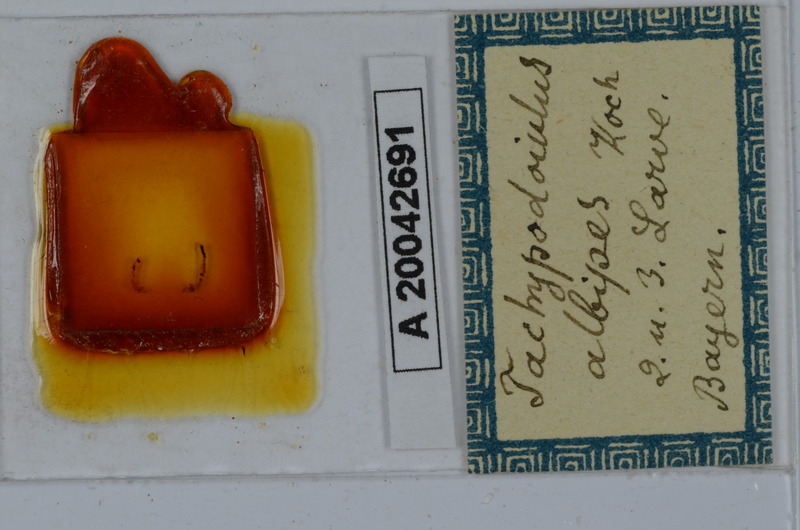 A 20042691
Tachypodoiulus
albipes Koch
2. u. 3. Larve.
Bayern.